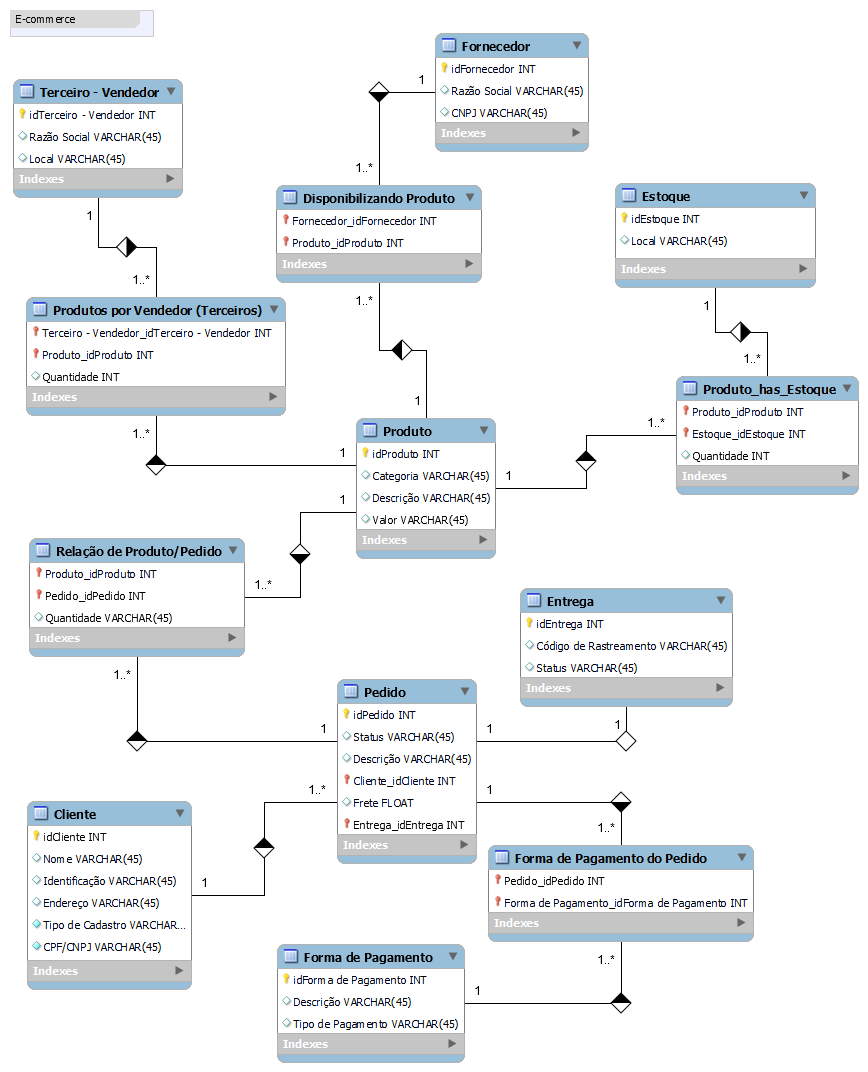 E-commerce
Fornecedor
idFornecedor INT
Razão Social VARCHAR(45)
CNPJ VARCHAR(45)
Indexes
1
1..*
Terceiro - Vendedor
idTerceiro - Vendedor INT
Razão Social VARCHAR(45)
Local VARCHAR(45)
Indexes
1
1..*
Disponibilizando Produto
Fornecedor_idFornecedor INT
Produto_idProduto INT
Indexes
1..*
1
Estoque
idEstoque INT
Local VARCHAR(45)
Indexes
1
1..*
Produtos por Vendedor (Terceiros)
Terceiro - Vendedor_idTerceiro - Vendedor INT
Produto_idProduto INT
Quantidade INT
Indexes
1..*
1
Produto_has_Estoque
Produto_idProduto INT
Estoque_idEstoque INT
Quantidade INT
Indexes
1..*
1
Produto
idProduto INT
Categoria VARCHAR(45)
Descrição VARCHAR(45)
Valor VARCHAR(45)
Indexes
1
1..*
Relação de Produto/Pedido
Produto_idProduto INT
Pedido_idPedido INT
Quantidade VARCHAR(45)
Indexes
1..*
1
Entrega
idEntrega INT
Código de Rastreamento VARCHAR(45)
Status VARCHAR(45)
Indexes
1
1
Pedido
idPedido INT
Status VARCHAR(45)
Descrição VARCHAR(45)
Cliente_idCliente INT
Frete FLOAT
Entrega_idEntrega INT
Indexes
1..*
1
1
1..*
Cliente
idCliente INT
Nome VARCHAR(45)
Identificação VARCHAR(45)
Endereço VARCHAR(45)
Tipo de Cadastro VARCHAR...
CPF/CNPJ VARCHAR(45)
Indexes
Forma de Pagamento do Pedido
Pedido_idPedido INT
Forma de Pagamento_idForma de Pagamento INT
Indexes
1..*
1
Forma de Pagamento
idForma de Pagamento INT
Descrição VARCHAR(45)
Tipo de Pagamento VARCHAR(45)
Indexes